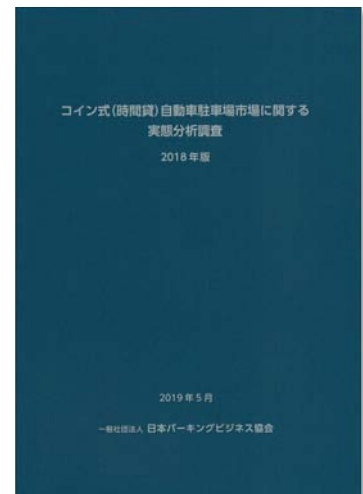 コイン式（時間貸）自動車駐車場市場に関する
実態分析調査
2018年版
2019年5月
一般社団法人 日本パーキングビジネス協会